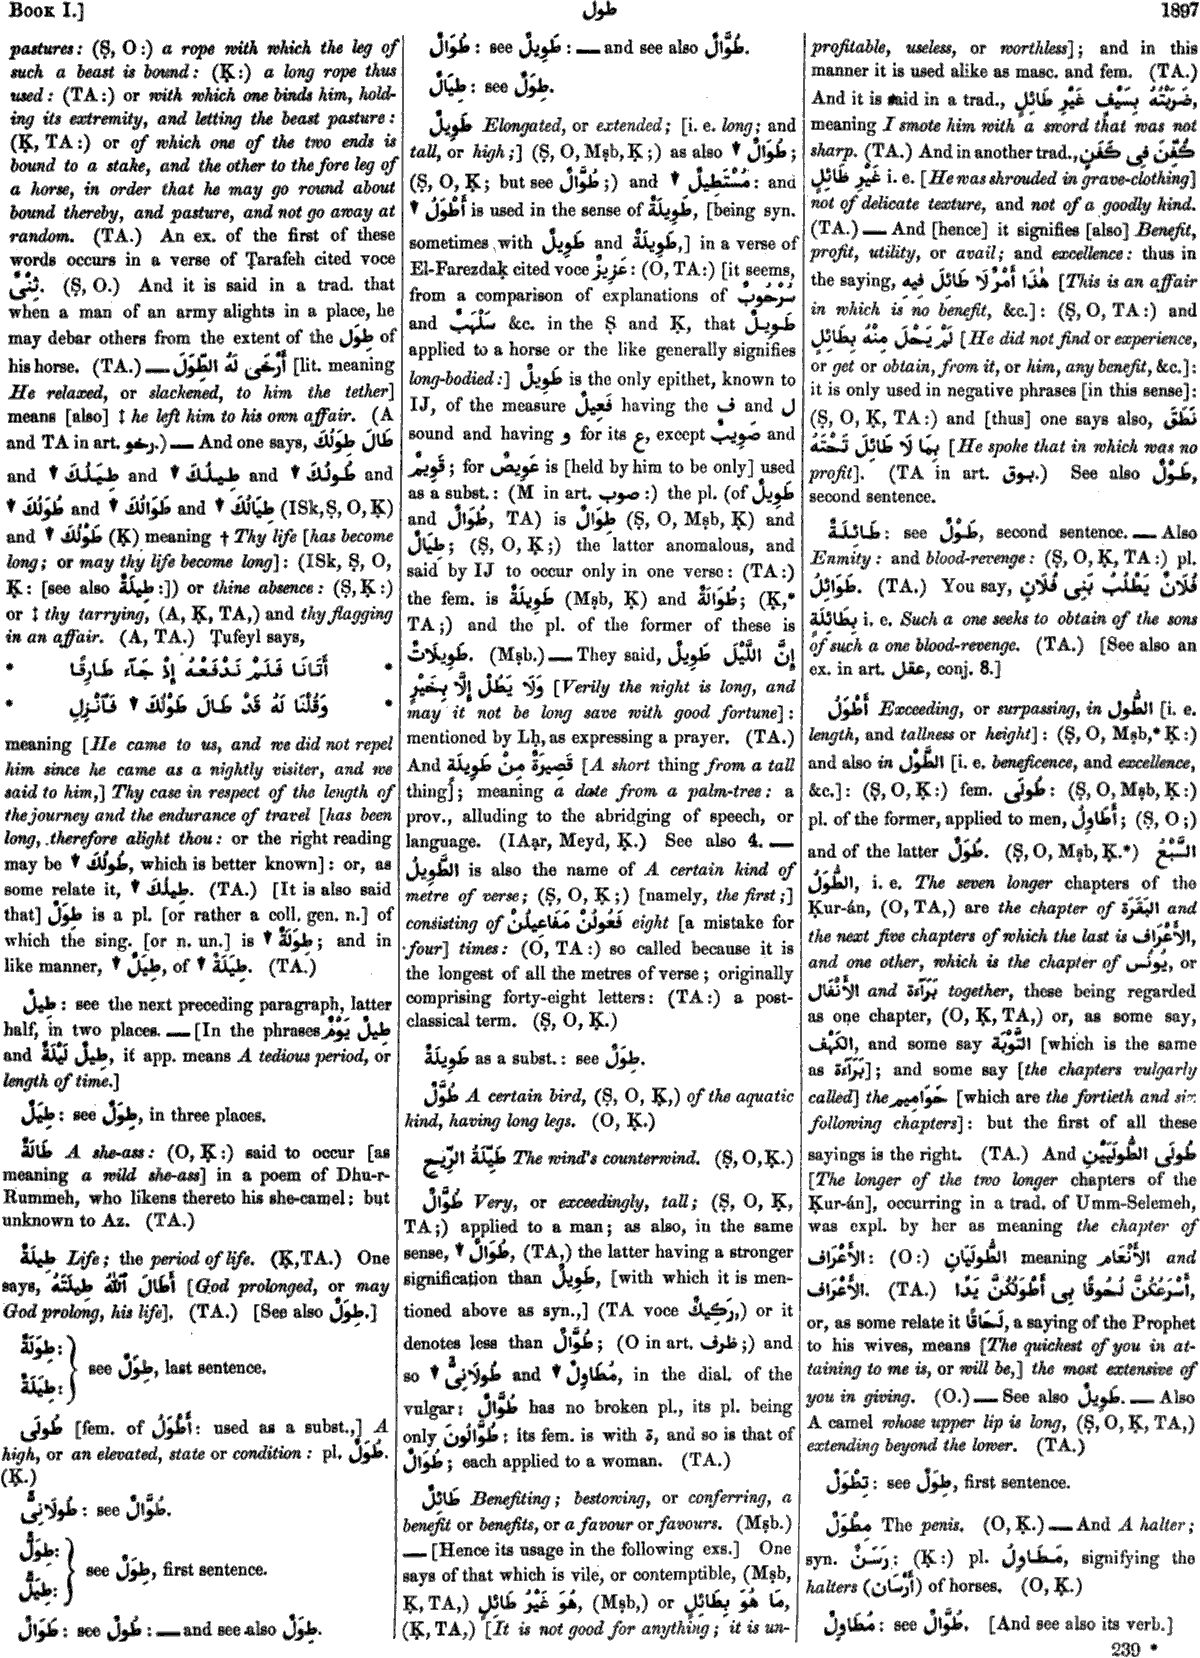 Book I.]
طول
1897
pastures: (Ṣ, O:) a rope with which the leg of
such a beast is bound: (Ḳ:) a long rope thus
used: (TA:) or with which one binds him, hold-
ing its extremity, and letting the beast pasture:
(Ḳ, TA:) or of which one of the two ends is
bound to a stake, and the other to the fore leg of
a horse, in order that he may go round about
bound thereby, and pasture, and not go away at
random. (TA.) An ex. of the first of these
words occurs in a verse of Ṭarafeh cited voce
ثِنْىٌ. (Ṣ, O.) And it is said in a trad. that
when a man of an army alights in a place, he
may debar others from the extent of the طِوَل of
his horse. (TA.) — أَرْخَى لَهُ الطِّوَلَ [lit. meaning
He relaxed, or slackened, to him the tether]
means [also] ‡ he left him to his own affair. (A
and TA in art. رخو.) — And one says, طَالَ طِوَلُكَ
and ▾ طِيَلُكَ and ▾ طِيلُكَ and ▾ طُولُكَ and
▾ طُوَلُكَ and ▾ طَوَالُكَ and ▾ طِيَالُكَ (ISk, Ṣ, O, Ḳ)
and ▾ طَوْلُكَ (Ḳ) meaning † Thy life [has become
long; or may thy life become long]: (ISk, Ṣ, O,
Ḳ: [see also طِيلَةٌ:]) or thine absence: (Ṣ, Ḳ:)
or ‡ thy tarrying, (A, Ḳ, TA,) and thy flagging
in an affair. (A, TA.) Ṭufeyl says,
* أَتَانَا فَلَمْ نَدْفَعْهُ إِذْ جَآءَ طَارِقًا *
* وَقُلْنَا لَهُ قَدْ طَالَ طَوْلُكَ ▾ فَٱنْزِلِ *
meaning [He came to us, and we did not repel
him since he came as a nightly visiter, and we
said to him,] Thy case in respect of the length of
the journey and the endurance of travel [has been
long, therefore alight thou: or the right reading
may be ▾ طُولُكَ, which is better known]: or, as
some relate it, ▾ طِيلُكَ. (TA.) [It is also said
that] طِوَلٌ is a pl. [or rather a coll. gen. n.] of
which the sing. [or n. un.] is ▾ طِوَلَةٌ; and in
like manner, ▾ طِيَلٌ, of ▾ طِيَلَةٌ. (TA.)
طِيلٌ: see the next preceding paragraph, latter
half, in two places. — [In the phrases طِيلُ يَوْمٍ
and طِيلُ لَيْلَةٍ, it app. means A tedious period, or
length of time.]
طِيَلٌ: see طِوَلٌ, in three places.
طَالَةٌ A she-ass: (O, Ḳ:) said to occur [as
meaning a wild she-ass] in a poem of Dhu-r-
Rummeh, who likens thereto his she-camel; but
unknown to Az. (TA.)
طِيلَةٌ Life; the period of life. (Ḳ, TA.) One
says, أَطَالَ ٱللّٰهُ طِيلَتَهُ [God prolonged, or may
God prolong, his life]. (TA.) [See also طِوَلٌ.]
طِوَلَةٌ:
طِيَلَةٌ:
see طِوَلٌ, last sentence.
طُولَى [fem. of أَطْوَلُ: used as a subst.,] A
high, or an elevated, state or condition: pl. طُوَلٌ.
(Ḳ.)
طُولَانِىٌّ: see طُوَّالٌ.
طِوَلٌّ:
طِيَلٌّ:
see طِوَلٌ, first sentence.
طَوَالٌ: see طُولٌ: — and see also طِوَلٌ.
طُوَالٌ: see طَوِيلٌ: — and see also طُوَّالٌ.
طِيَالٌ: see طِوَلٌ.
طَوِيلٌ Elongated, or extended; [i. e. long; and
tall, or high;] (Ṣ, O, Mṣb, Ḳ;) as also ▾ طُوَالٌ;
(Ṣ, O, Ḳ; but see طُوَّالٌ;) and ▾ مُسْتَطِيلٌ: and
▾ أَطْوَلُ is used in the sense of طَوِيلَةٌ, [being syn.
sometimes with طَوِيلٌ and طَوِيلَةٌ,] in a verse of
El-Farezdaḳ cited voce عَزِيزٌ: (O, TA:) [it seems,
from a comparison of explanations of سُرْحُوبٌ
and سَلْهَبٌ &c. in the Ṣ and Ḳ, that طَوِيلٌ
applied to a horse or the like generally signifies
long-bodied:] طَوِيلٌ is the only epithet, known to
IJ, of the measure فَعِيلٌ having the ف and ل
sound and having و for its ع, except صَوِيبٌ and
قَوِيمٌ; for عَوِيصٌ is [held by him to be only] used
as a subst.: (M in art. صوب:) the pl. (of طَوِيلٌ
and طُوَالٌ, TA) is طِوَالٌ (Ṣ, O, Mṣb, Ḳ) and
طِيَالٌ; (Ṣ, O, Ḳ;) the latter anomalous, and
said by IJ to occur only in one verse: (TA:)
the fem. is طَوِيلَةٌ (Mṣb, Ḳ) and طُوَالَةٌ; (Ḳ,*
TA;) and the pl. of the former of these is
طَوِيلَاتٌ. (Mṣb.) — They said, إِنَّ اللَّيْلَ طَوِيلٌ
وَلَا يَطُلْ إِلَّا بِخَيْرٍ [Verily the night is long, and
may it not be long save with good fortune]:
mentioned by Lḥ, as expressing a prayer. (TA.)
And قَصِيرَةٌ مِنْ طَوِيلَةٍ [A short thing from a tall
thing]; meaning a date from a palm-tree: a
prov., alluding to the abridging of speech, or
language. (IAạr, Meyd, Ḳ.) See also 4. —
الطَّوِيلُ is also the name of A certain kind of
metre of verse; (Ṣ, O, Ḳ;) [namely, the first;]
consisting of فَعُولُنْ مَفَاعِيلُنْ eight [a mistake for
four] times: (O, TA:) so called because it is
the longest of all the metres of verse; originally
comprising forty-eight letters: (TA:) a post-
classical term. (Ṣ, O, Ḳ.)
طَوِيلَةٌ as a subst.: see طِوَلٌ.
طُوَّلٌ A certain bird, (Ṣ, O, Ḳ,) of the aquatic
kind, having long legs. (O, Ḳ.)
طَيِّلَةُ الرِّيحِ The wind's counterwind. (Ṣ, O, Ḳ.)
طُوَّالٌ Very, or exceedingly, tall; (Ṣ, O, Ḳ,
TA;) applied to a man; as also, in the same
sense, ▾ طُوَالٌ, (TA,) the latter having a stronger
signification than طَوِيلٌ, [with which it is men-
tioned above as syn.,] (TA voce رَكِيكٌ,) or it
denotes less than طُوَّالٌ; (O in art. ظرف;) and
so ▾ طُولَانِىٌّ and ▾ مُطَاوِلٌ, in the dial. of the
vulgar: طُوَّالٌ has no broken pl., its pl. being
only طُوَّالُونَ: its fem. is with ة, and so is that of
طُوَالٌ; each applied to a woman. (TA.)
طَائِلٌ Benefiting; bestowing, or conferring, a
benefit or benefits, or a favour or favours. (Mṣb.)
— [Hence its usage in the following exs.] One
says of that which is vile, or contemptible, (Mṣb,
Ḳ, TA,) هُوَ غَيْرُ طَائِلٍ, (Mṣb,) or مَا هُوَ بِطَائِلٍ,
(Ḳ, TA,) [It is not good for anything; it is un-
profitable, useless, or worthless]; and in this
manner it is used alike as masc. and fem. (TA.)
And it is said in a trad., ضَرَبْتُهُ بِسَيْفٍ غَيْرِ طَائِلٍ,
meaning I smote him with a sword that was not
sharp. (TA.) And in another trad., كُفِّنَ فِى كَفَنٍ
غَيْرِ طَائِلٍ i. e. [He was shrouded in grave-clothing]
not of delicate texture, and not of a goodly kind.
(TA.) — And [hence] it signifies [also] Benefit,
profit, utility, or avail; and excellence: thus in
the saying, هٰذَا أَمْرٌ لَا طَائِلَ فِيهِ [This is an affair
in which is no benefit, &c.]: (Ṣ, O, TA:) and
لَمْ يَحْلَ مِنْهُ بِطَائِلٍ [He did not find or experience,
or get or obtain, from it, or him, any benefit, &c.]:
it is only used in negative phrases [in this sense]:
(Ṣ, O, Ḳ, TA:) and [thus] one says also, نَطَقَ
بِمَا لَا طَائِلَ تَحْتَهُ [He spoke that in which was no
profit]. (TA in art. بوق.) See also طَوْلٌ,
second sentence.
طَائِلَةٌ: see طَوْلٌ, second sentence. — Also
Enmity: and blood-revenge: (Ṣ, O, Ḳ, TA:) pl.
طَوَائِلُ. (TA.) You say, فُلَانٌ يَطْلُبُ بَنِى فُلَانٍ
بِطَائِلَةٍ i. e. Such a one seeks to obtain of the sons
of such a one blood-revenge. (TA.) [See also an
ex. in art. عقل, conj. 8.]
أَطْوَلُ Exceeding, or surpassing, in الطُّول [i. e.
length, and tallness or height]: (Ṣ, O, Mṣb,* Ḳ:)
and also in الطَّوْل [i. e. beneficence, and excellence,
&c.]: (Ṣ, O, Ḳ:) fem. طُولَى: (Ṣ, O, Mṣb, Ḳ:)
pl. of the former, applied to men, أَطَاوِلُ; (Ṣ, O;)
and of the latter طُوَلٌ. (Ṣ, O, Mṣb, Ḳ.*) السَّبْعُ
الطُّوَلُ, i. e. The seven longer chapters of the
Ḳur-án, (O, TA,) are the chapter of البَقَرَة and
the next five chapters of which the last is الأَعْرَاف,
and one other, which is the chapter of يُونُس, or
الأَنْفَال and بَرَآءَة together, these being regarded
as one chapter, (O, Ḳ, TA,) or, as some say,
الكَهْف, and some say التَّوْبَة [which is the same
as بَرَآءَة]; and some say [the chapters vulgarly
called] the حَوَامِيم [which are the fortieth and six
following chapters]: but the first of all these
sayings is the right. (TA.) And طُولَى الطُّولَيَيْنِ
[The longer of the two longer chapters of the
Ḳur-án], occurring in a trad. of Umm-Selemeh,
was expl. by her as meaning the chapter of
الأَعْرَاف: (O:) الطُّولَيَانِ meaning الأَنْعَام and
الأَعْرَاف. (TA.) أَسْرَعُكُنَّ لُحُوقًا بِى أَطْوَلُكُنَّ يَدًا,
or, as some relate it لَحَاقًا, a saying of the Prophet
to his wives, means [The quickest of you in at-
taining to me is, or will be,] the most extensive of
you in giving. (O.) — See also طَوِيلٌ. — Also
A camel whose upper lip is long, (Ṣ, O, Ḳ, TA,)
extending beyond the lower. (TA.)
تِطْوَلٌ: see طِوَلٌ, first sentence.
مِطْوَلٌ The penis. (O, Ḳ.) — And A halter;
syn. رَسَنٌ: (Ḳ:) pl. مَطَاوِلُ, signifying the
halters (أَرْسَان) of horses. (O, Ḳ.)
مُطَاوِلٌ: see طُوَّالٌ. [And see also its verb.]
239 *